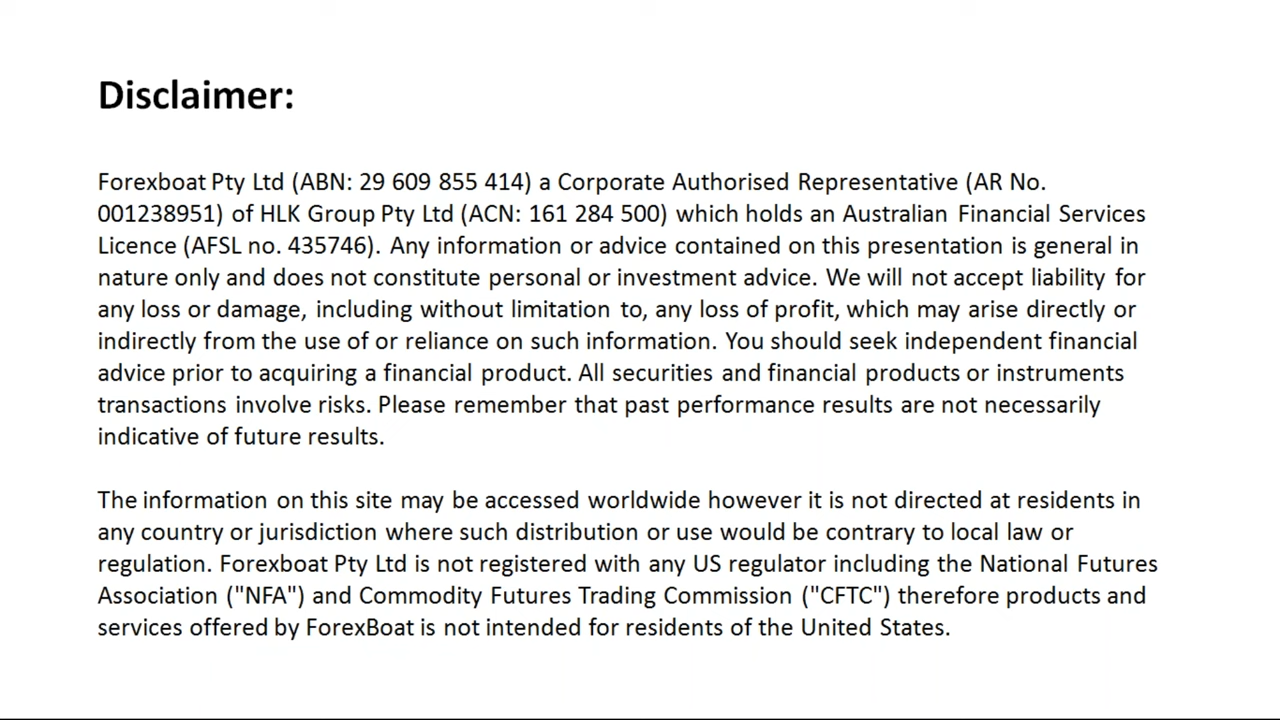 Disclaimer:
Forexboat Pty Ltd (ABN: 29 609 855 414) a Corporate Authorised Representative (AR No.
001238951) of HLK Group Pty Ltd (ACN: 161 284 500) which holds an Australian Financial Services
Licence (AFSL no. 435746). Any information or advice contained on this presentation is general in
nature only and does not constitute personal or investment advice. We will not accept liability for
any loss or damage, including without limitation to, any loss of profit, which may arise directly or
indirectly from the use of or reliance on such information. You should seek independent financial
advice prior to acquiring a financial product. All securities and financial products or instruments
transactions involve risks. Please remember that past performance results are not necessarily
indicative of future results.
The information on this site may be accessed worldwide however it is not directed at residents in
any country or jurisdiction where such distribution or use would be contrary to local law or
regulation. Forexboat Pty Ltd is not registered with any US regulator including the National Futures
Association ("NFA") and Commodity Futures Trading Commission ("CFTC") therefore products and
services offered by ForexBoat is not intended for residents of the United States.